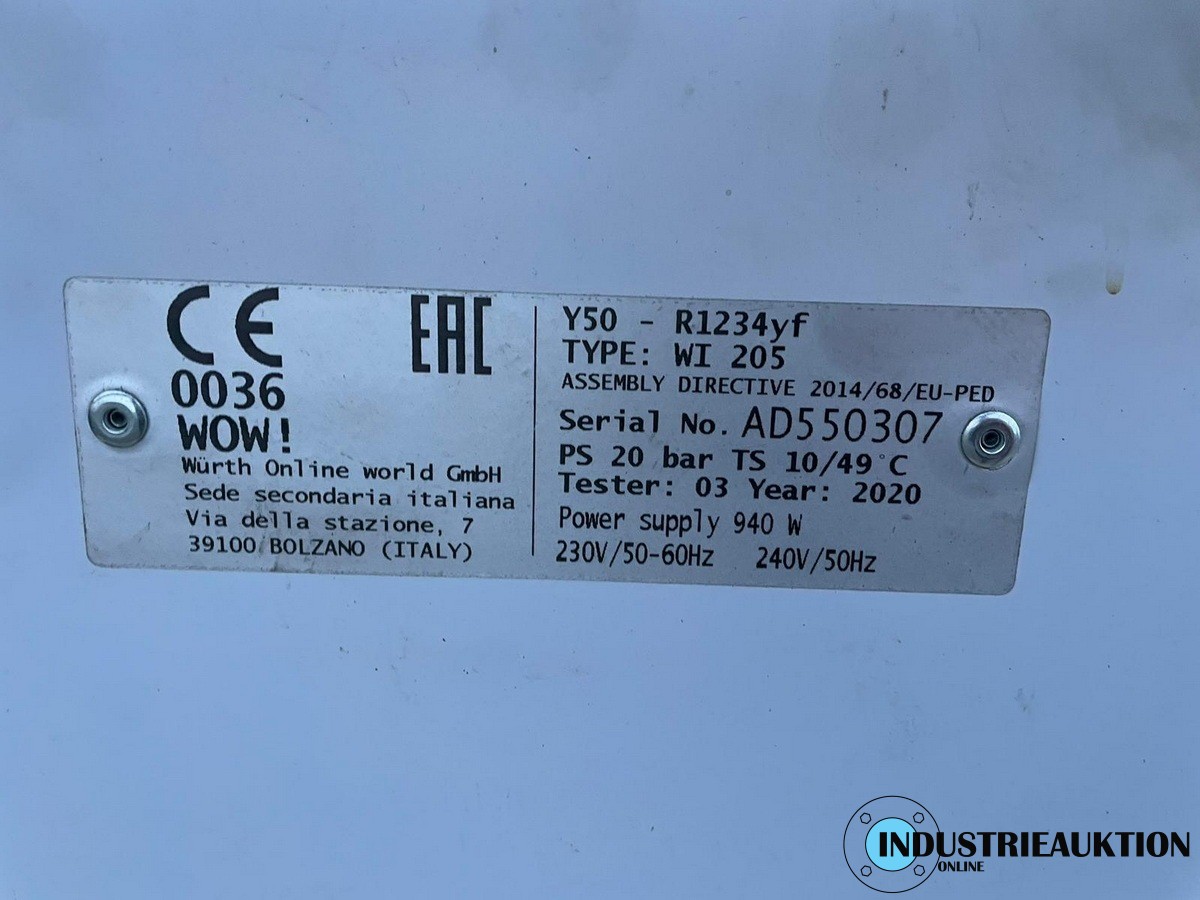 CE
0036
WOW!
Würth Online world GmbH
Sede secondaria italiana
Via della stazione, 7
39100 BOLZANO (ITALY)
EAC
Y50 - R1234yf
TYPE: WI 205
ASSEMBLY DIRECTIVE 2014/68/EU-PED
Serial No. AD550307
PS 20 bar TS 10/49°C
Tester: 03 Year: 2020
Power supply 940 W
230V/50-60Hz 240V/50Hz
INDUSTRIEAUKTION
ONLINE